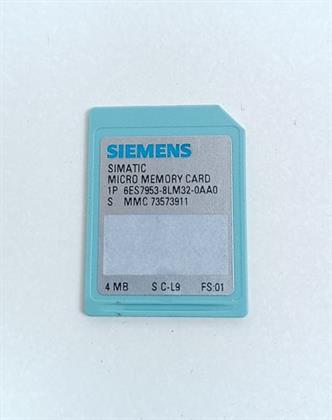 SIEMENS
SIMATIC
MICRO MEMORY CARD
1P 6ES7953-8LM32-0AA0
S MMC 73573911
4 MB S C-L9 FS:01